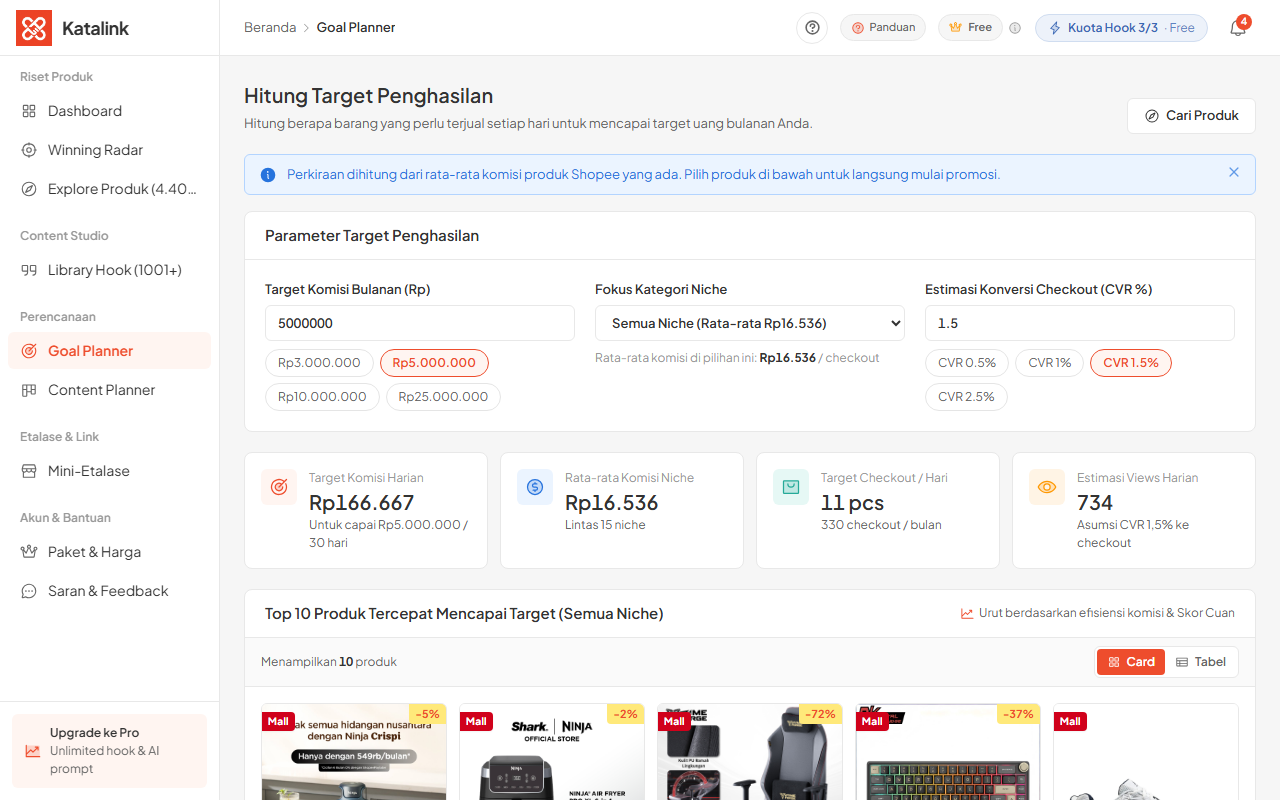 Katalink
Beranda > Goal Planner
Panduan
Free
Kuota Hook 3/3 · Free
4
Riset Produk
Dashboard
Winning Radar
Explore Produk (4.40...
Content Studio
Library Hook (1001+)
Perencanaan
Goal Planner
Content Planner
Etalase & Link
Mini-Etalase
Akun & Bantuan
Paket & Harga
Saran & Feedback
Upgrade ke Pro
Unlimited hook & AI
prompt
Hitung Target Penghasilan
Hitung berapa barang yang perlu terjual setiap hari untuk mencapai target uang bulanan Anda.
Cari Produk
Perkiraan dihitung dari rata-rata komisi produk Shopee yang ada. Pilih produk di bawah untuk langsung mulai promosi.
Parameter Target Penghasilan
Target Komisi Bulanan (Rp)
5000000
Rp3.000.000
Rp5.000.000
Rp10.000.000
Rp25.000.000
Fokus Kategori Niche
Semua Niche (Rata-rata Rp16.536)
Rata-rata komisi di pilihan ini: Rp16.536 / checkout
Estimasi Konversi Checkout (CVR %)
1.5
CVR 0.5%
CVR 1%
CVR 1.5%
CVR 2.5%
Target Komisi Harian
Rp166.667
Untuk capai Rp5.000.000 /
30 hari
Rata-rata Komisi Niche
Rp16.536
Lintas 15 niche
Target Checkout / Hari
11 pcs
330 checkout / bulan
Estimasi Views Harian
734
Asumsi CVR 1,5% ke
checkout
Top 10 Produk Tercepat Mencapai Target (Semua Niche)
Urut berdasarkan efisiensi komisi & Skor Cuan
Menampilkan 10 produk
Card
Tabel
Mall
-5%
ak semua hidangan nusantara
dengan Ninja Crispi
Hanya dengan 549rb/bulan*
Mall
-2%
Shark | NINJA
OFFICIAL STORE
NINJA® AIR FRYER
Mall
-72%
Kulit PU Bamak
Lingkungan
Mall
-37%
Mall